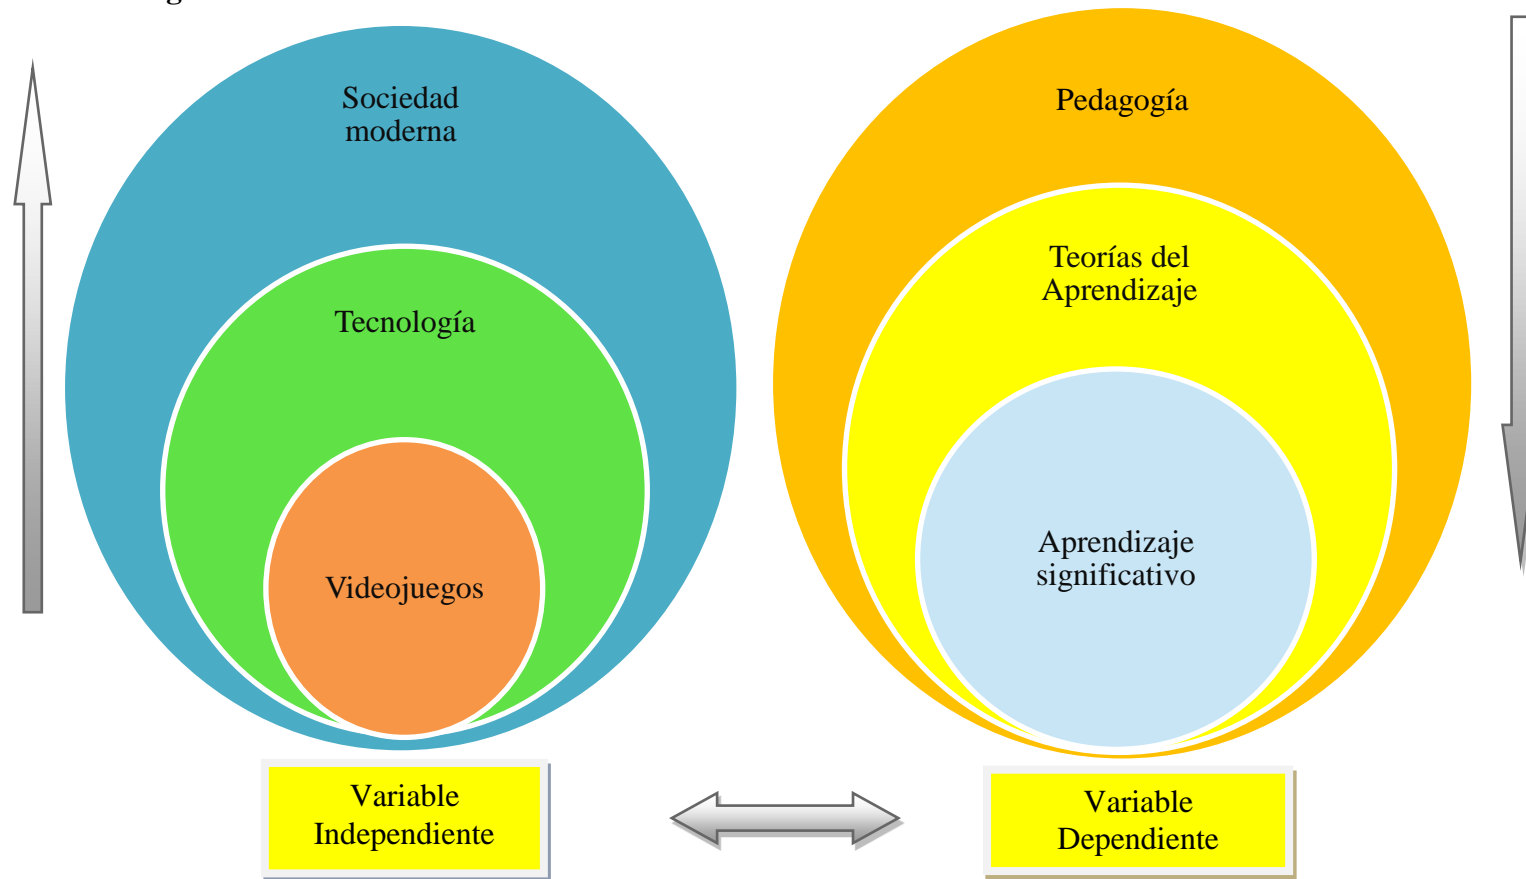 Sociedad
moderna
Tecnología
Videojuegos
Pedagogía
Teorías del
Aprendizaje
Aprendizaje
significativo
Variable
Independiente
Variable
Dependiente